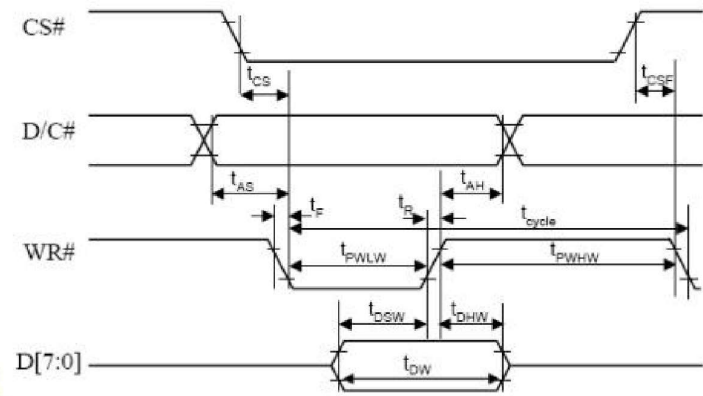 CS#
tCS
tCSF
D/C#
tAS
tF
tR
tAH
tcycle
WR#
tPWLW
tPWHW
tDSW
tDHW
D[7:0]
tDW